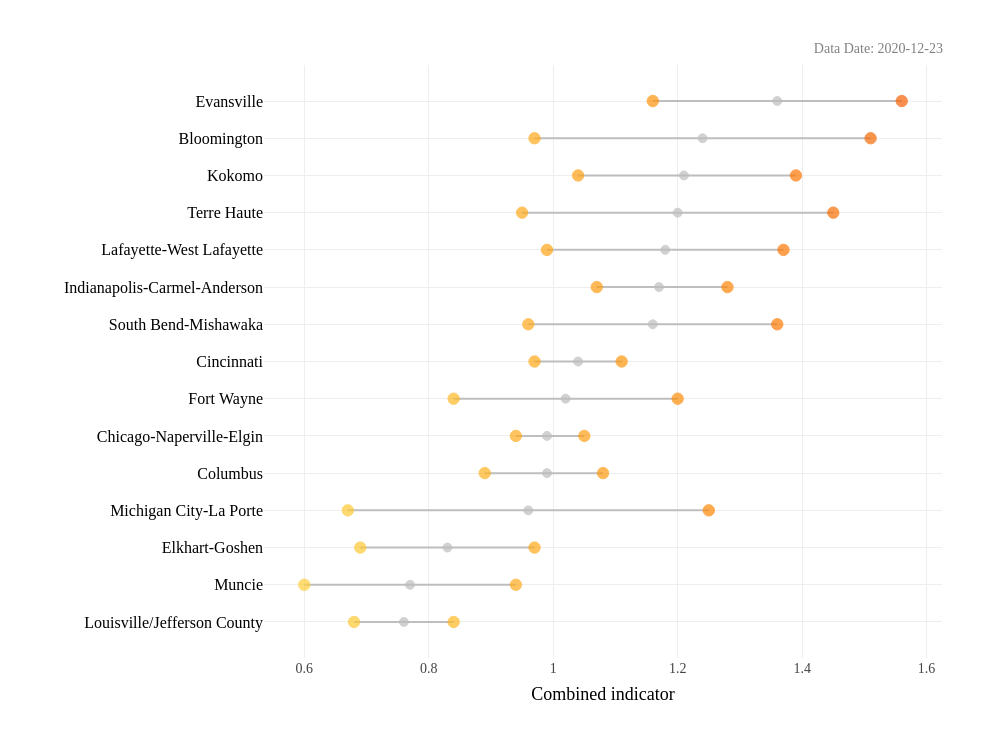 Data Date: 2020-12-23
Evansville
Bloomington
Kokomo
Terre Haute
Lafayette-West Lafayette
Indianapolis-Carmel-Anderson
South Bend-Mishawaka
Cincinnati
Fort Wayne
Chicago-Naperville-Elgin
Columbus
Michigan City-La Porte
Elkhart-Goshen
Muncie
Louisville/Jefferson County
0.6 0.8 1 1.2 1.4 1.6
Combined indicator